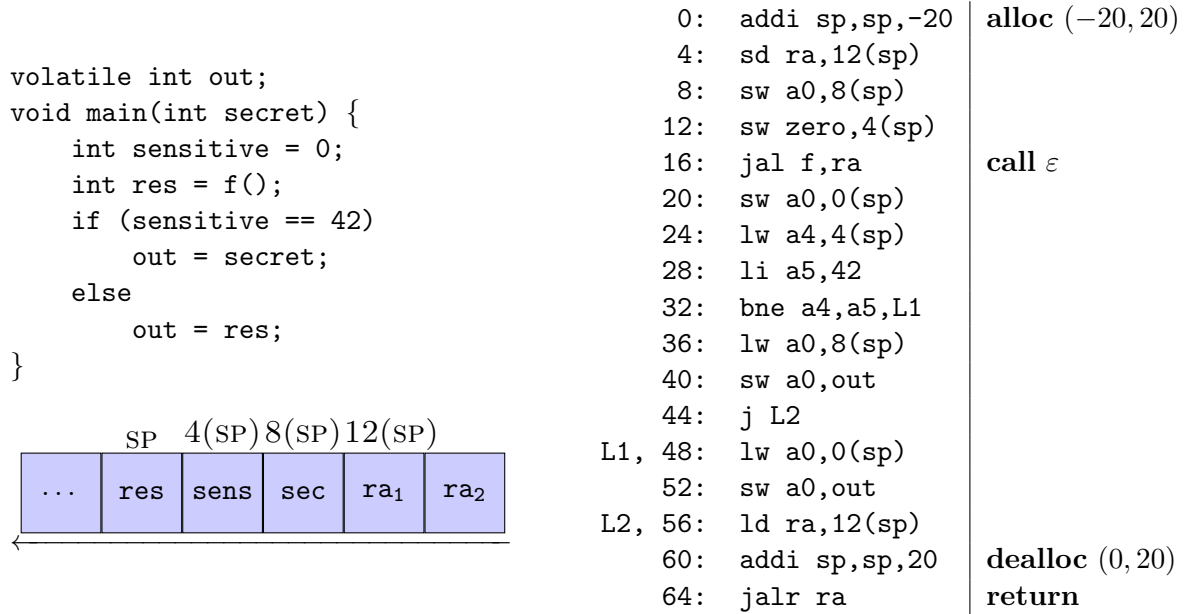 volatile int out;
void main(int secret) {
    int sensitive = 0;
    int res = f();
    if (sensitive == 42)
        out = secret;
    else
        out = res;
}
SP 4(SP) 8(SP) 12(SP)
... res sens sec ra₁ ra₂
0: addi sp,sp,-20 alloc (−20, 20)
4: sd ra,12(sp)
8: sw a0,8(sp)
12: sw zero,4(sp)
16: jal f,ra call ε
20: sw a0,0(sp)
24: lw a4,4(sp)
28: li a5,42
32: bne a4,a5,L1
36: lw a0,8(sp)
40: sw a0,out
44: j L2
L1, 48: lw a0,0(sp)
52: sw a0,out
L2, 56: ld ra,12(sp)
60: addi sp,sp,20 dealloc (0, 20)
64: jalr ra return